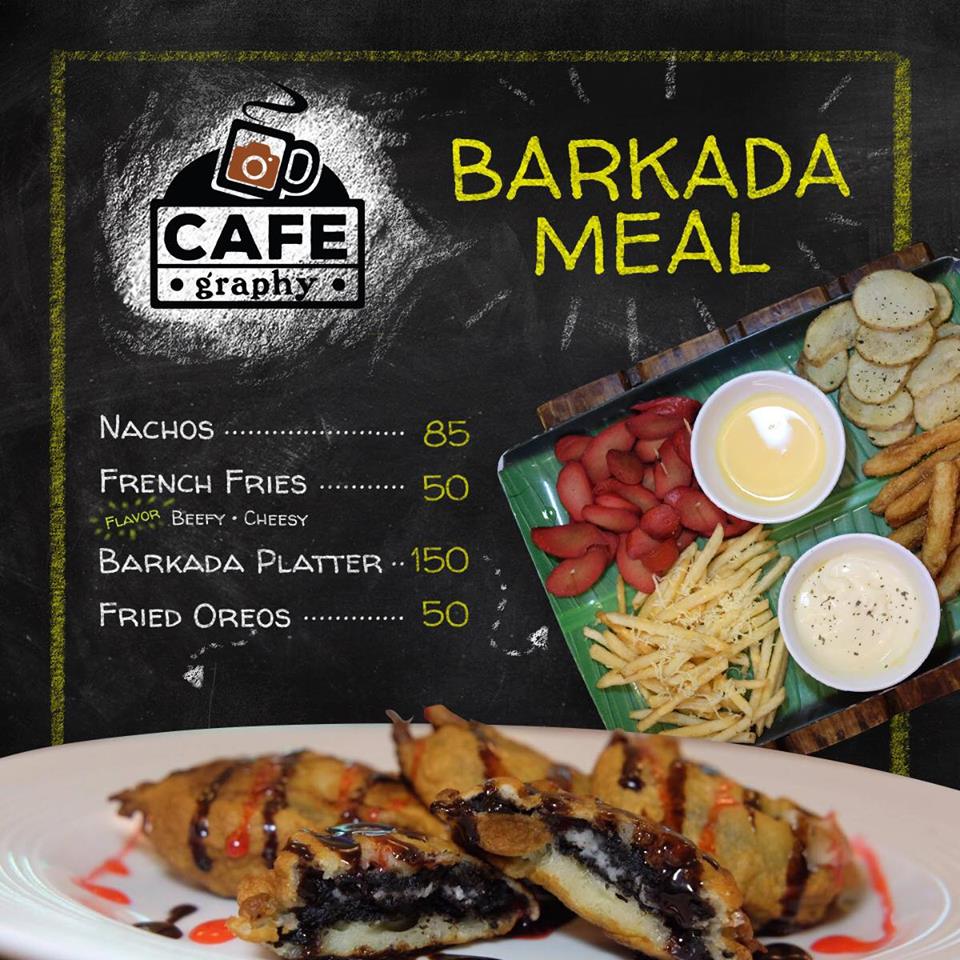 CAFE
• graphy •
BARKADA
MEAL
NACHOS ...................... 85
FRENCH FRIES ........... 50
FLAVOR BEEFY • CHEESY
BARKADA PLATTER ..150
FRIED OREOS ............. 50